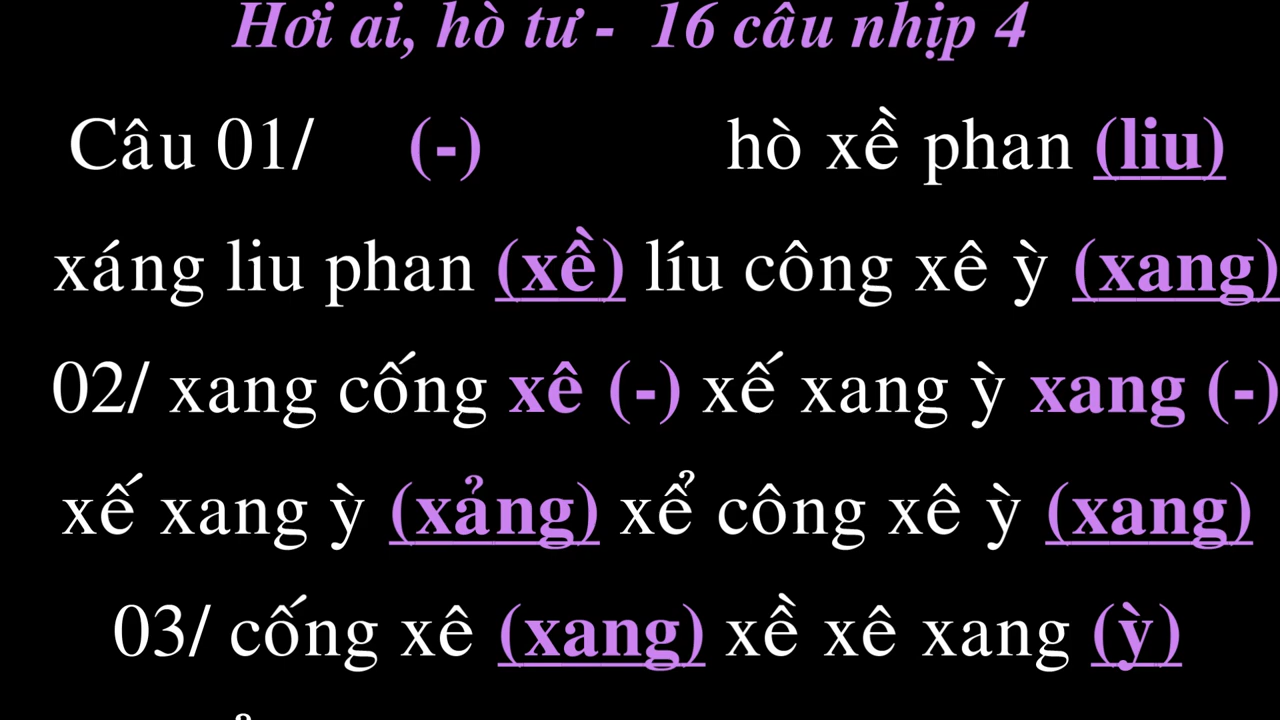 Hơi ai, hò tư - 16 câu nhịp 4
Câu 01/ (-) hò xề phan (liu)
xáng liu phan (xề) líu công xê ỳ (xang)
02/ xang cống xê (-) xế xang ỳ xang (-)
xế xang ỳ (xảng) xể công xê ỳ (xang)
03/ cống xê (xang) xề xê xang (ỳ)